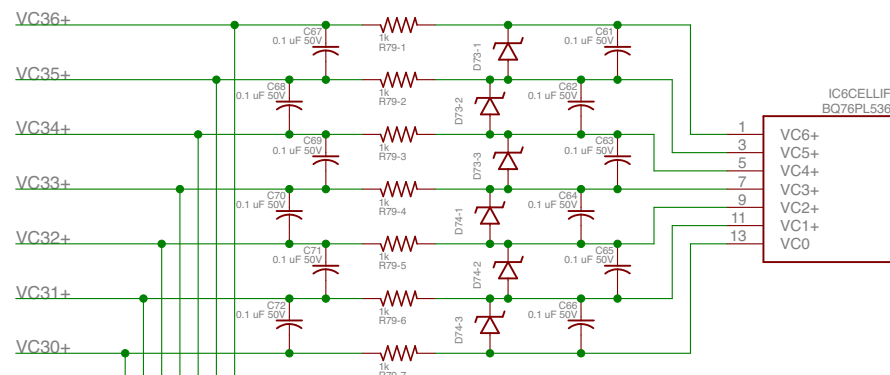 VC36+
C67
0.1 uF 50V
1k
R79-1
D73-1
C61
0.1 uF 50V
VC35+
C68
0.1 uF 50V
1k
R79-2
D73-2
C62
0.1 uF 50V
IC6CELLIF
BQ76PL536
VC34+
C69
0.1 uF 50V
1k
R79-3
D73-3
C63
0.1 uF 50V
1 VC6+
3 VC5+
5 VC4+
VC33+
C70
0.1 uF 50V
1k
R79-4
D74-1
C64
0.1 uF 50V
7 VC3+
9 VC2+
11 VC1+
13 VC0
VC32+
C71
0.1 uF 50V
1k
R79-5
D74-2
C65
0.1 uF 50V
VC31+
C72
0.1 uF 50V
1k
R79-6
D74-3
C66
0.1 uF 50V
VC30+
1k